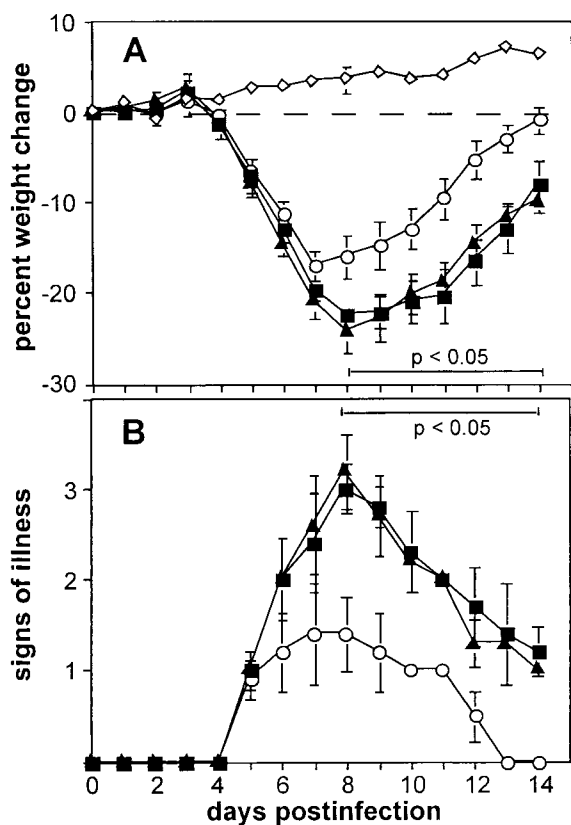 10
A
0
-10
-20
-30
percent weight change
p < 0.05
B
p < 0.05
3
2
1
0
signs of illness
0 2 4 6 8 10 12 14
days postinfection